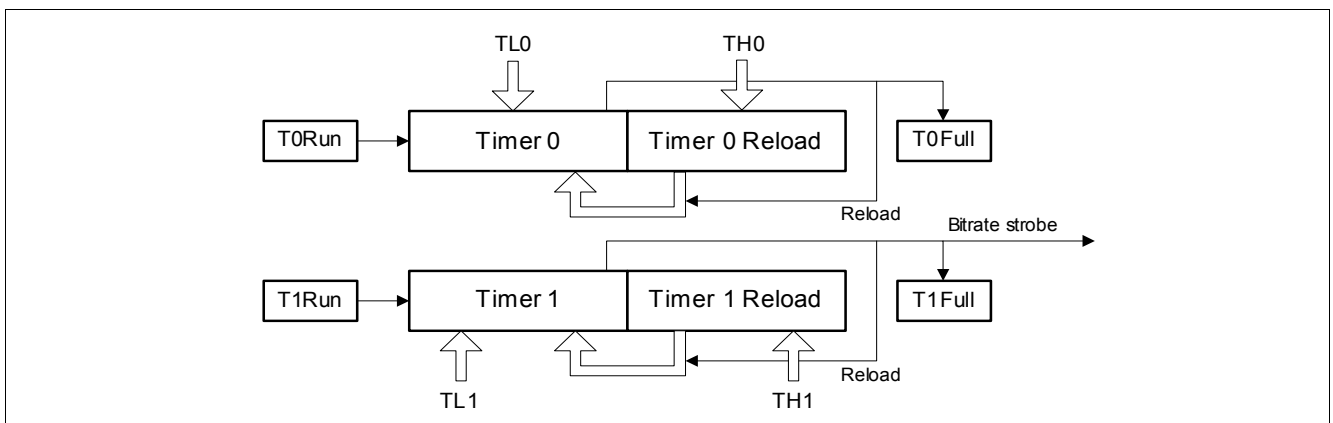 TL0 TH0
T0Run Timer 0 Timer 0 Reload T0Full
Reload
Bitrate strobe
T1Run Timer 1 Timer 1 Reload T1Full
Reload
TL1 TH1